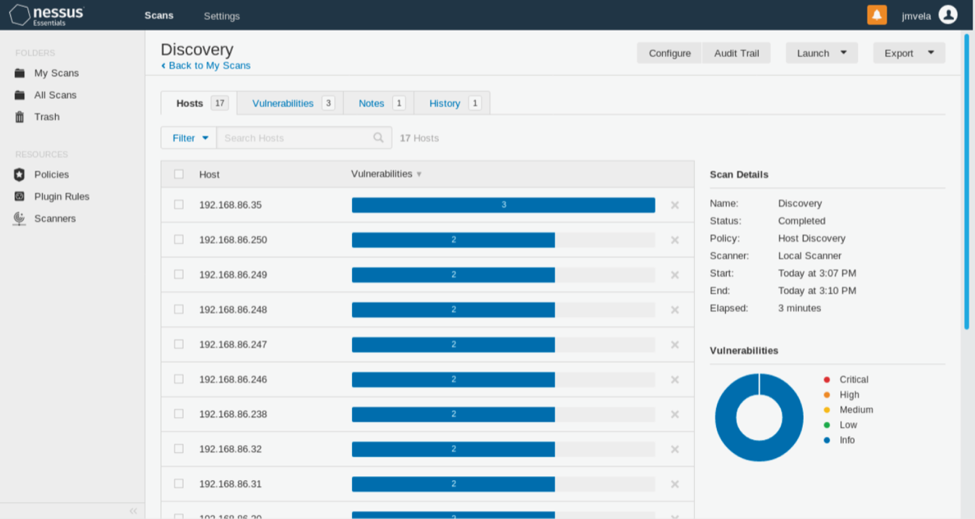 nessus
Essentials
Scans Settings jmvela
FOLDERS
My Scans
All Scans
Trash
RESOURCES
Policies
Plugin Rules
Scanners
Discovery
Back to My Scans
Configure Audit Trail Launch Export
Hosts 17 Vulnerabilities 3 Notes 1 History 1
Filter Search Hosts 17 Hosts
Host Vulnerabilities
192.168.86.35 3
192.168.86.250 2
192.168.86.249 2
192.168.86.248 2
192.168.86.247 2
192.168.86.246 2
192.168.86.238 2
192.168.86.32 2
192.168.86.31 2
Scan Details
Name: Discovery
Status: Completed
Policy: Host Discovery
Scanner: Local Scanner
Start: Today at 3:07 PM
End: Today at 3:10 PM
Elapsed: 3 minutes
Vulnerabilities
Critical
High
Medium
Low
Info